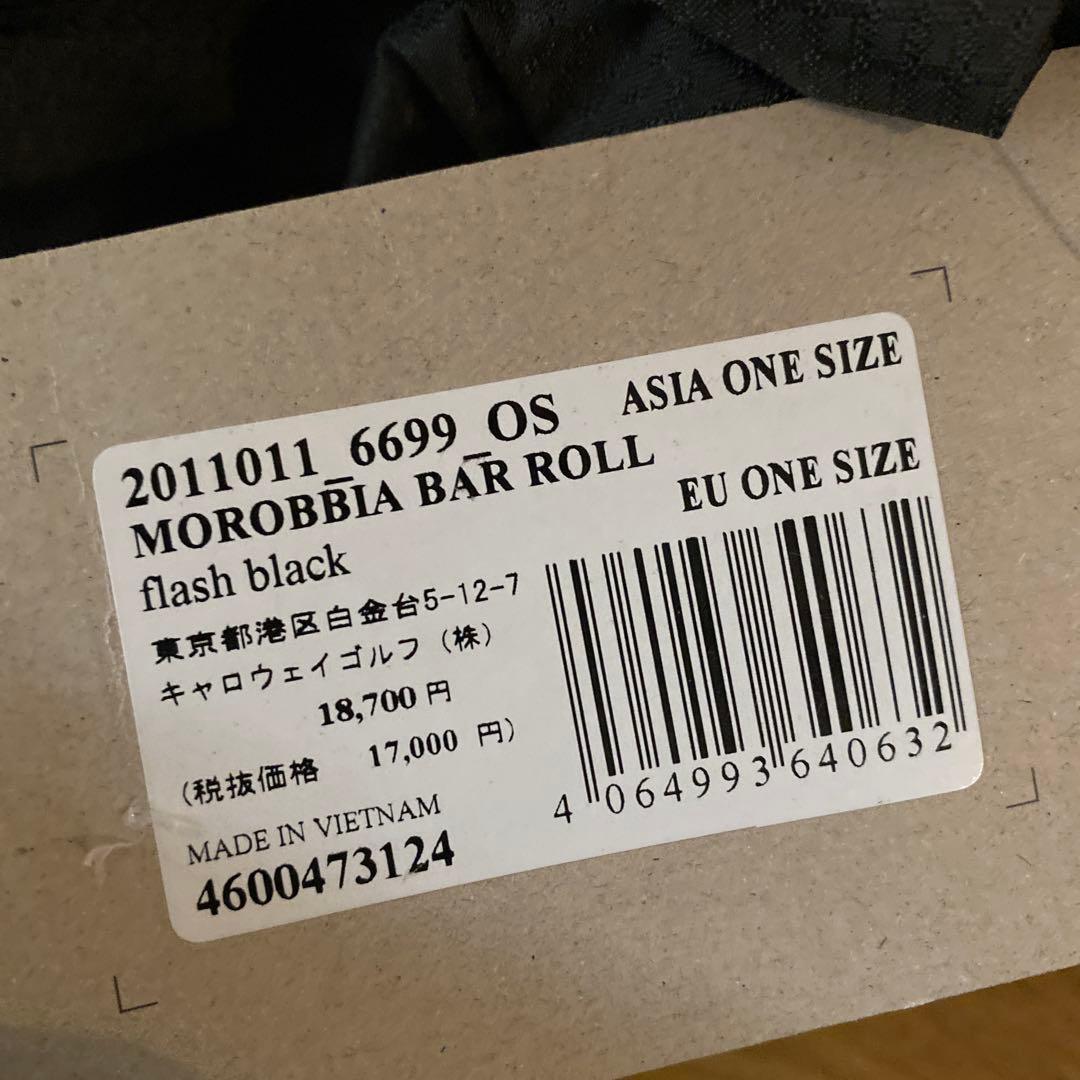 2011011_6699_OS ASIA ONE SIZE
MOROBBIA BAR ROLL
EU ONE SIZE
flash black
東京都港区白金台5-12-7
キャロウェイゴルフ（株）
18,700 円
（税抜価格 17,000 円）
MADE IN VIETNAM
4600473124
4 064993 640632